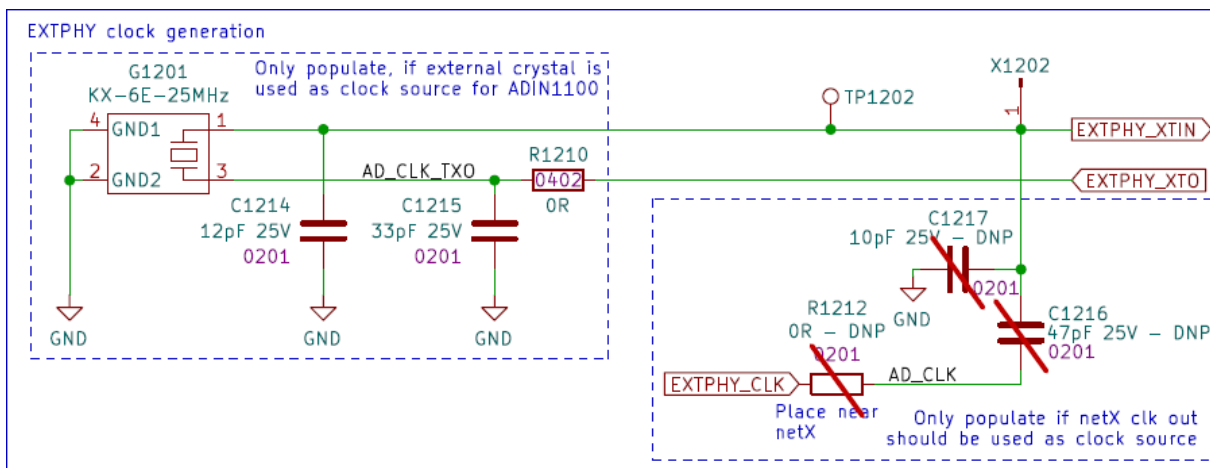 EXTPHY clock generation
G1201
KX-6E-25MHz
Only populate, if external crystal is
used as clock source for ADIN1100
X1202
TP1202
4
GND1
1
1
EXTPHY_XTIN
2
GND2
3
AD_CLK_TXO
R1210
0402
0R
EXTPHY_XTO
C1214
12pF 25V
0201
C1215
33pF 25V
0201
C1217
10pF 25V - DNP
0201
GND
GND
GND
GND
R1212
0R - DNP
0201
C1216
47pF 25V - DNP
0201
EXTPHY_CLK
AD_CLK
Place near
netX
Only populate if netX clk out
should be used as clock source